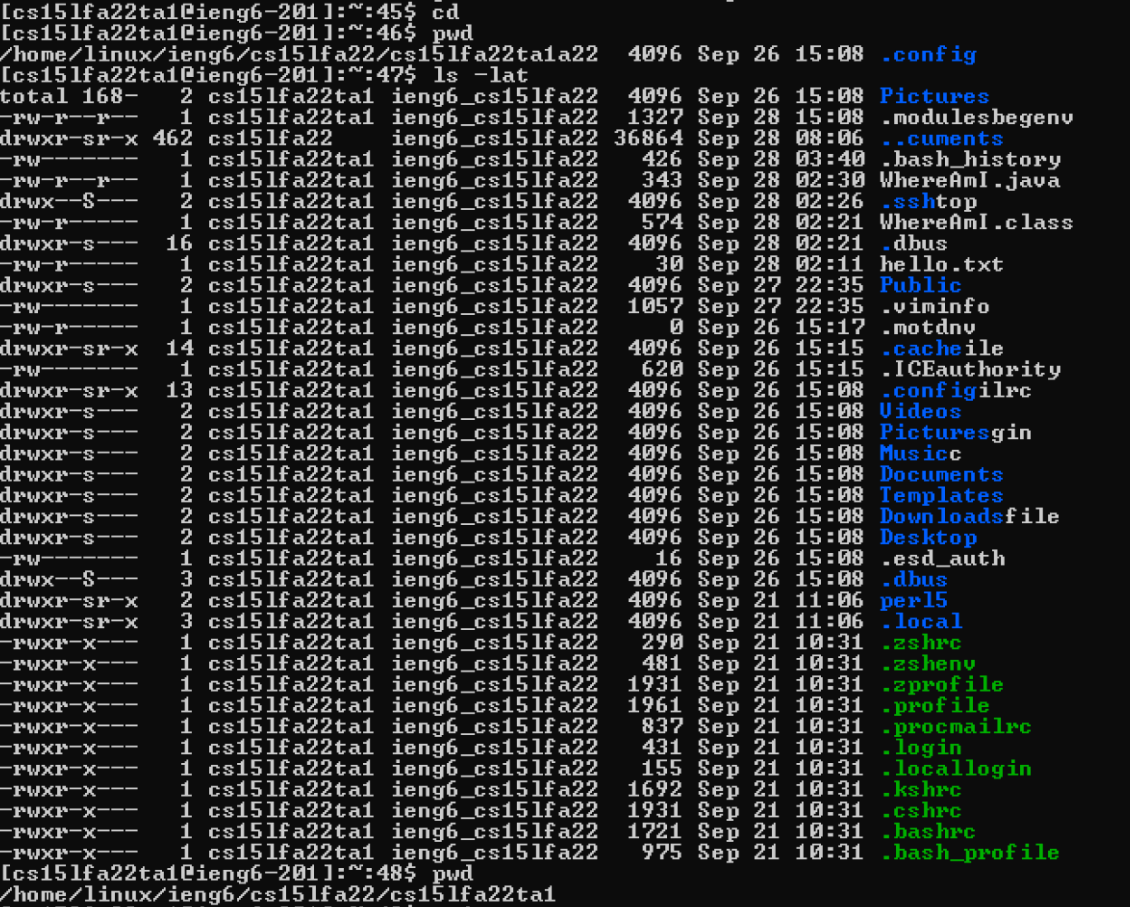 [cs15lfa22ta1@ieng6-201]:~:45$ cd
[cs15lfa22ta1@ieng6-201]:~:46$ pwd
/home/linux/ieng6/cs15lfa22/cs15lfa22ta1a22  4096 Sep 26 15:08 .config
[cs15lfa22ta1@ieng6-201]:~:47$ ls -lat
total 168-   2 cs15lfa22ta1 ieng6_cs15lfa22  4096 Sep 26 15:08 Pictures
-rw-r--r--   1 cs15lfa22ta1 ieng6_cs15lfa22  1327 Sep 28 15:08 .modulesbegenv
drwxr-sr-x 462 cs15lfa22    ieng6_cs15lfa22 36864 Sep 28 08:06 ..cuments
-rw-------   1 cs15lfa22ta1 ieng6_cs15lfa22   426 Sep 28 03:40 .bash_history
-rw-r--r--   1 cs15lfa22ta1 ieng6_cs15lfa22   343 Sep 28 02:30 WhereAmI.java
drwx--S---   2 cs15lfa22ta1 ieng6_cs15lfa22  4096 Sep 28 02:26 .sshtop
-rw-r-----   1 cs15lfa22ta1 ieng6_cs15lfa22   574 Sep 28 02:21 WhereAmI.class
drwxr-s---  16 cs15lfa22ta1 ieng6_cs15lfa22  4096 Sep 28 02:21 .dbus
-rw-r-----   1 cs15lfa22ta1 ieng6_cs15lfa22    30 Sep 28 02:11 hello.txt
drwxr-s---   2 cs15lfa22ta1 ieng6_cs15lfa22  4096 Sep 27 22:35 Public
-rw-------   1 cs15lfa22ta1 ieng6_cs15lfa22  1057 Sep 27 22:35 .viminfo
-rw-r-----   1 cs15lfa22ta1 ieng6_cs15lfa22     0 Sep 26 15:17 .motdnv
drwxr-sr-x  14 cs15lfa22ta1 ieng6_cs15lfa22  4096 Sep 26 15:15 .cacheile
-rw-------   1 cs15lfa22ta1 ieng6_cs15lfa22   620 Sep 26 15:15 .ICEauthority
drwxr-sr-x  13 cs15lfa22ta1 ieng6_cs15lfa22  4096 Sep 26 15:08 .configilrc
drwxr-s---   2 cs15lfa22ta1 ieng6_cs15lfa22  4096 Sep 26 15:08 Videos
drwxr-s---   2 cs15lfa22ta1 ieng6_cs15lfa22  4096 Sep 26 15:08 Picturesgin
drwxr-s---   2 cs15lfa22ta1 ieng6_cs15lfa22  4096 Sep 26 15:08 Musicc
drwxr-s---   2 cs15lfa22ta1 ieng6_cs15lfa22  4096 Sep 26 15:08 Documents
drwxr-s---   2 cs15lfa22ta1 ieng6_cs15lfa22  4096 Sep 26 15:08 Templates
drwxr-s---   2 cs15lfa22ta1 ieng6_cs15lfa22  4096 Sep 26 15:08 Downloadsfile
drwxr-s---   2 cs15lfa22ta1 ieng6_cs15lfa22  4096 Sep 26 15:08 Desktop
-rw-------   1 cs15lfa22ta1 ieng6_cs15lfa22    16 Sep 26 15:08 .esd_auth
drwx--S---   3 cs15lfa22ta1 ieng6_cs15lfa22  4096 Sep 26 15:08 .dbus
drwxr-sr-x   2 cs15lfa22ta1 ieng6_cs15lfa22  4096 Sep 21 11:06 perl5
drwxr-sr-x   3 cs15lfa22ta1 ieng6_cs15lfa22  4096 Sep 21 11:06 .local
-rwxr-x---   1 cs15lfa22ta1 ieng6_cs15lfa22   290 Sep 21 10:31 .zshrc
-rwxr-x---   1 cs15lfa22ta1 ieng6_cs15lfa22   481 Sep 21 10:31 .zshenv
-rwxr-x---   1 cs15lfa22ta1 ieng6_cs15lfa22  1931 Sep 21 10:31 .zprofile
-rwxr-x---   1 cs15lfa22ta1 ieng6_cs15lfa22  1961 Sep 21 10:31 .profile
-rwxr-x---   1 cs15lfa22ta1 ieng6_cs15lfa22   837 Sep 21 10:31 .procmailrc
-rwxr-x---   1 cs15lfa22ta1 ieng6_cs15lfa22   431 Sep 21 10:31 .login
-rwxr-x---   1 cs15lfa22ta1 ieng6_cs15lfa22   155 Sep 21 10:31 .locallogin
-rwxr-x---   1 cs15lfa22ta1 ieng6_cs15lfa22  1692 Sep 21 10:31 .kshrc
-rwxr-x---   1 cs15lfa22ta1 ieng6_cs15lfa22  1931 Sep 21 10:31 .cshrc
-rwxr-x---   1 cs15lfa22ta1 ieng6_cs15lfa22  1721 Sep 21 10:31 .bashrc
-rwxr-x---   1 cs15lfa22ta1 ieng6_cs15lfa22   975 Sep 21 10:31 .bash_profile
[cs15lfa22ta1@ieng6-201]:~:48$ pwd
/home/linux/ieng6/cs15lfa22/cs15lfa22ta1